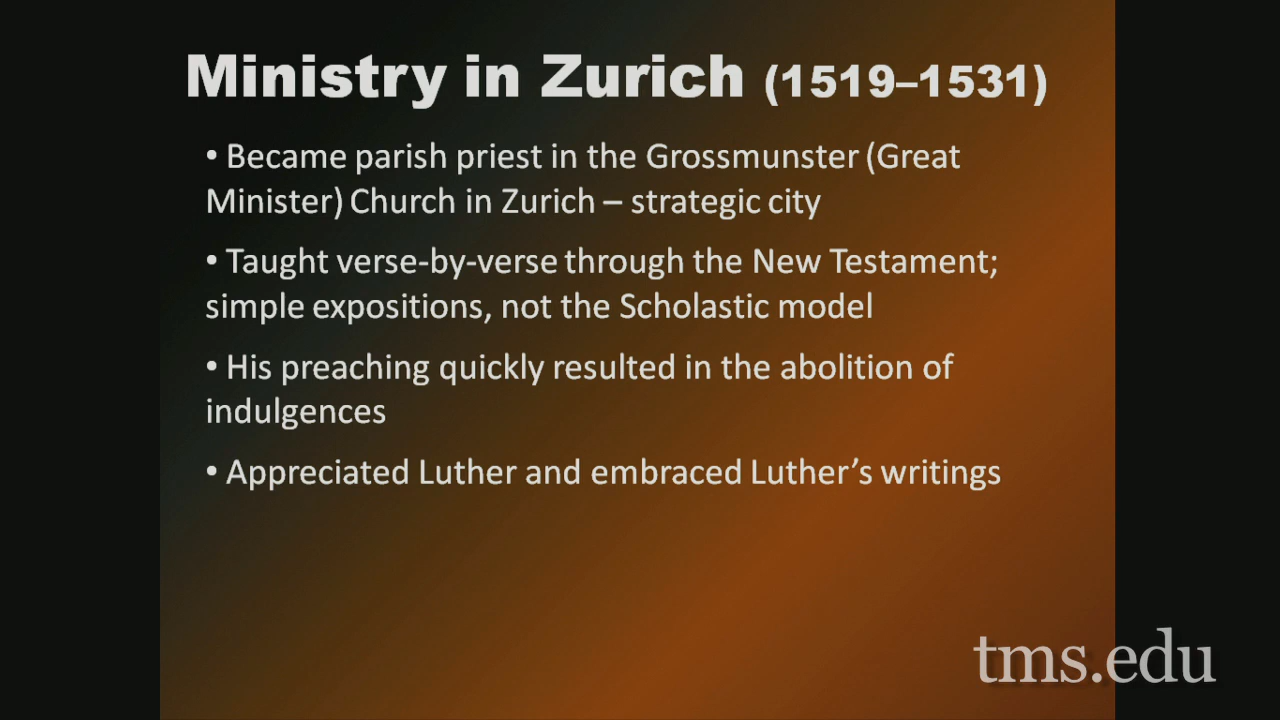 Ministry in Zurich (1519–1531)
• Became parish priest in the Grossmunster (Great
Minister) Church in Zurich – strategic city
• Taught verse-by-verse through the New Testament;
simple expositions, not the Scholastic model
• His preaching quickly resulted in the abolition of
indulgences
• Appreciated Luther and embraced Luther’s writings
tms.edu